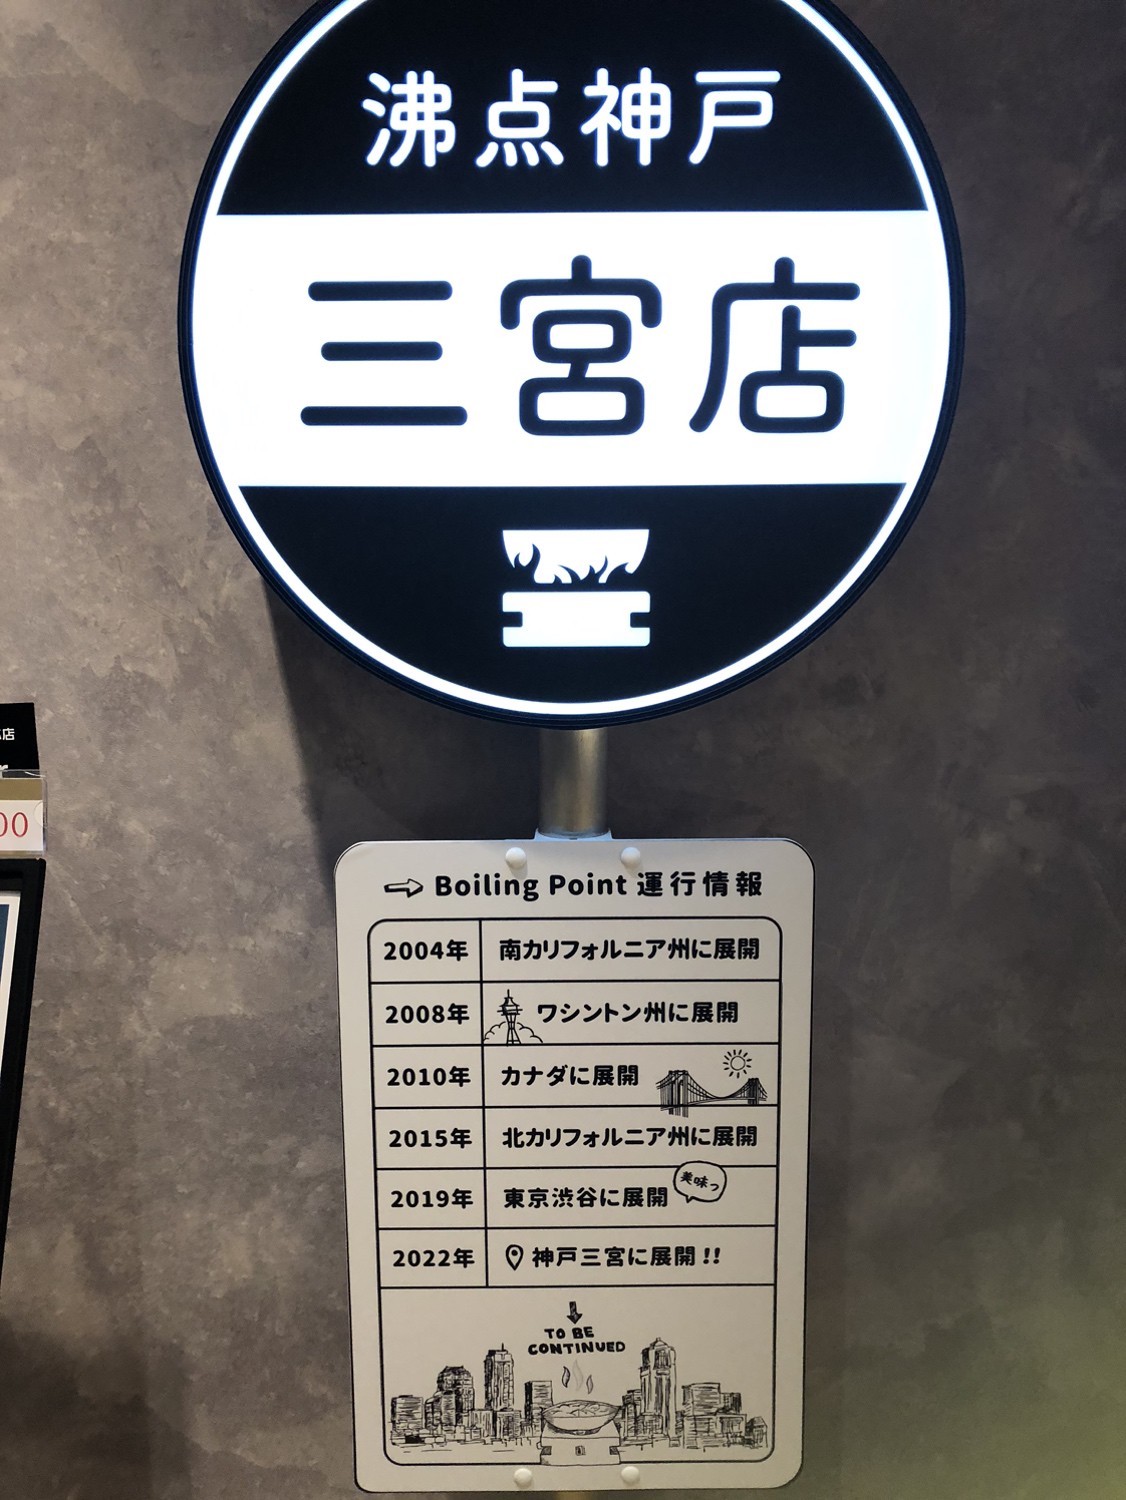 沸点神戸
三宮店
店
00
Boiling Point 運行情報
2004年 南カリフォルニア州に展開
2008年 ワシントン州に展開
2010年 カナダに展開
2015年 北カリフォルニア州に展開
2019年 東京渋谷に展開 美味っ
2022年 神戸三宮に展開!!
TO BE
CONTINUED